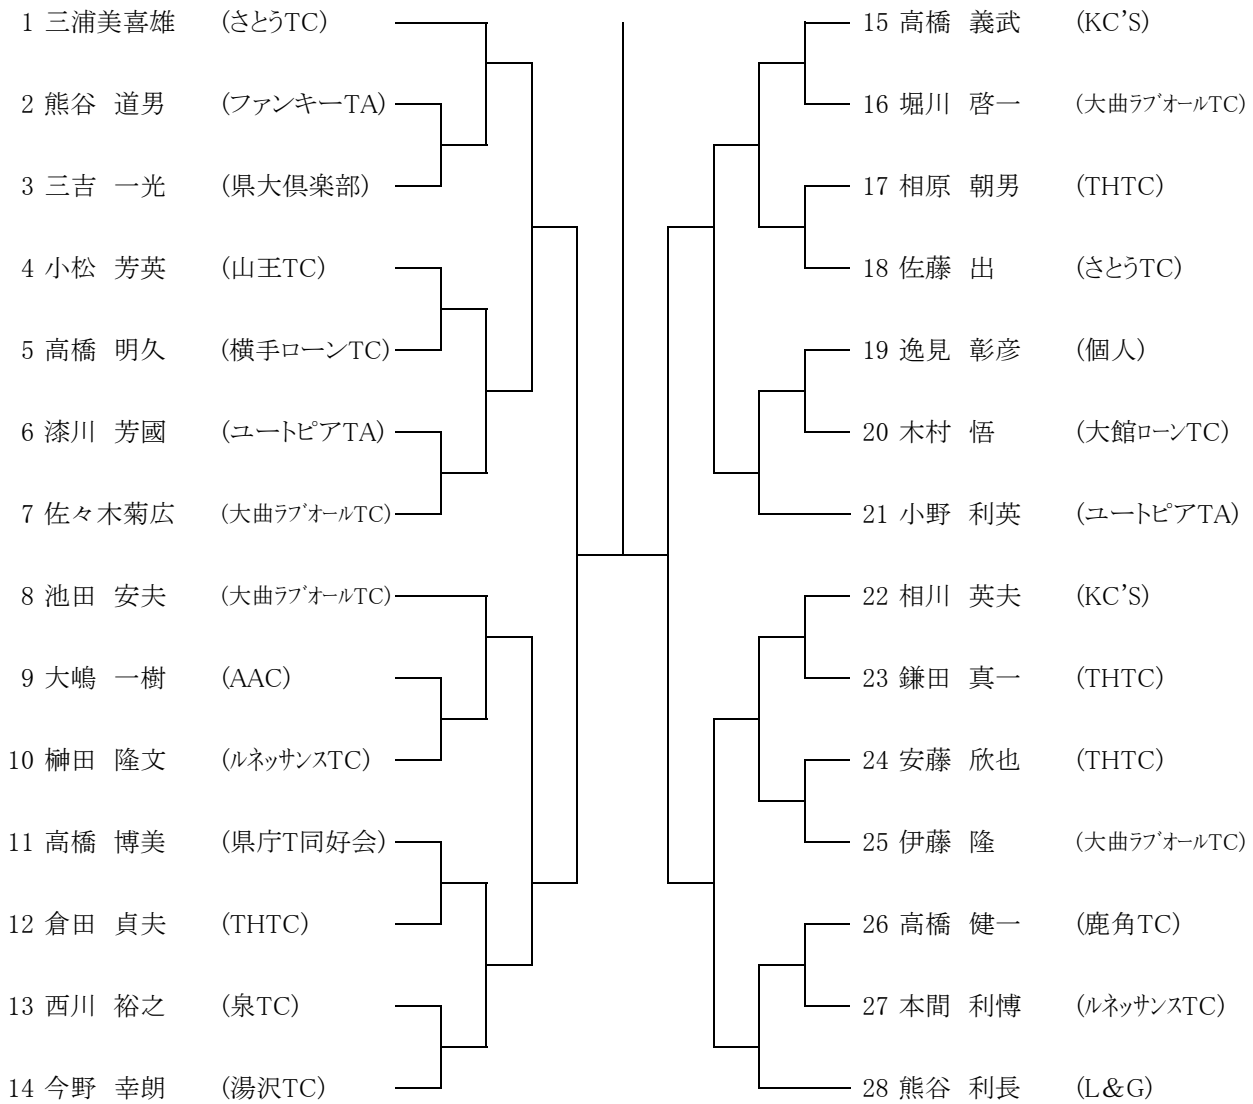 1 三浦美喜雄 (さとうTC)
2 熊谷 道男 (ファンキーTA)
3 三吉 一光 (県大倶楽部)
4 小松 芳英 (山王TC)
5 高橋 明久 (横手ローンTC)
6 漆川 芳國 (ユートピアTA)
7 佐々木菊広 (大曲ラブオールTC)
8 池田 安夫 (大曲ラブオールTC)
9 大嶋 一樹 (AAC)
10 榊田 隆文 (ルネッサンスTC)
11 高橋 博美 (県庁T同好会)
12 倉田 貞夫 (THTC)
13 西川 裕之 (泉TC)
14 今野 幸朗 (湯沢TC)
15 高橋 義武 (KC'S)
16 堀川 啓一 (大曲ラブオールTC)
17 相原 朝男 (THTC)
18 佐藤 出 (さとうTC)
19 逸見 彰彦 (個人)
20 木村 悟 (大館ローンTC)
21 小野 利英 (ユートピアTA)
22 相川 英夫 (KC'S)
23 鎌田 真一 (THTC)
24 安藤 欣也 (THTC)
25 伊藤 隆 (大曲ラブオールTC)
26 高橋 健一 (鹿角TC)
27 本間 利博 (ルネッサンスTC)
28 熊谷 利長 (L&G)